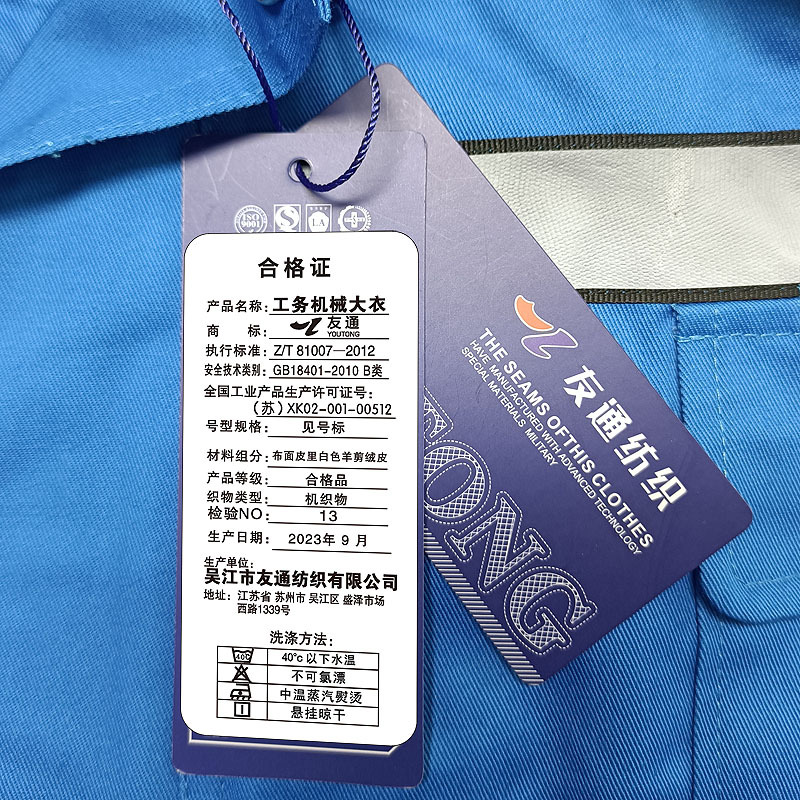 ISO
9001
S
LA
合格证
产品名称: 工务机械大衣
商 标: 友通
YOUTONG
执行标准: Z/T 81007—2012
安全技术类别: GB18401-2010 B类
全国工业产品生产许可证号:
(苏) XK02-001-00512
号型规格: 见号标
材料组分: 布面皮里白色羊剪绒皮
产品等级: 合格品
织物类型: 机织物
检验NO: 13
生产日期: 2023年 9 月
生产单位:
吴江市友通纺织有限公司
地址: 江苏省 苏州市 吴江区 盛泽市场
西路1339号
洗涤方法:
40℃ 40℃以下水温
不可氯漂
中温蒸汽熨烫
悬挂晾干
友通纺织
THE SEAMS OFTHIS CLOTHES
HAVE MANUFACTURED WITH ADVANCED TECHNOLOGY
SPECIAL MATERIALS MILITARY
ONG